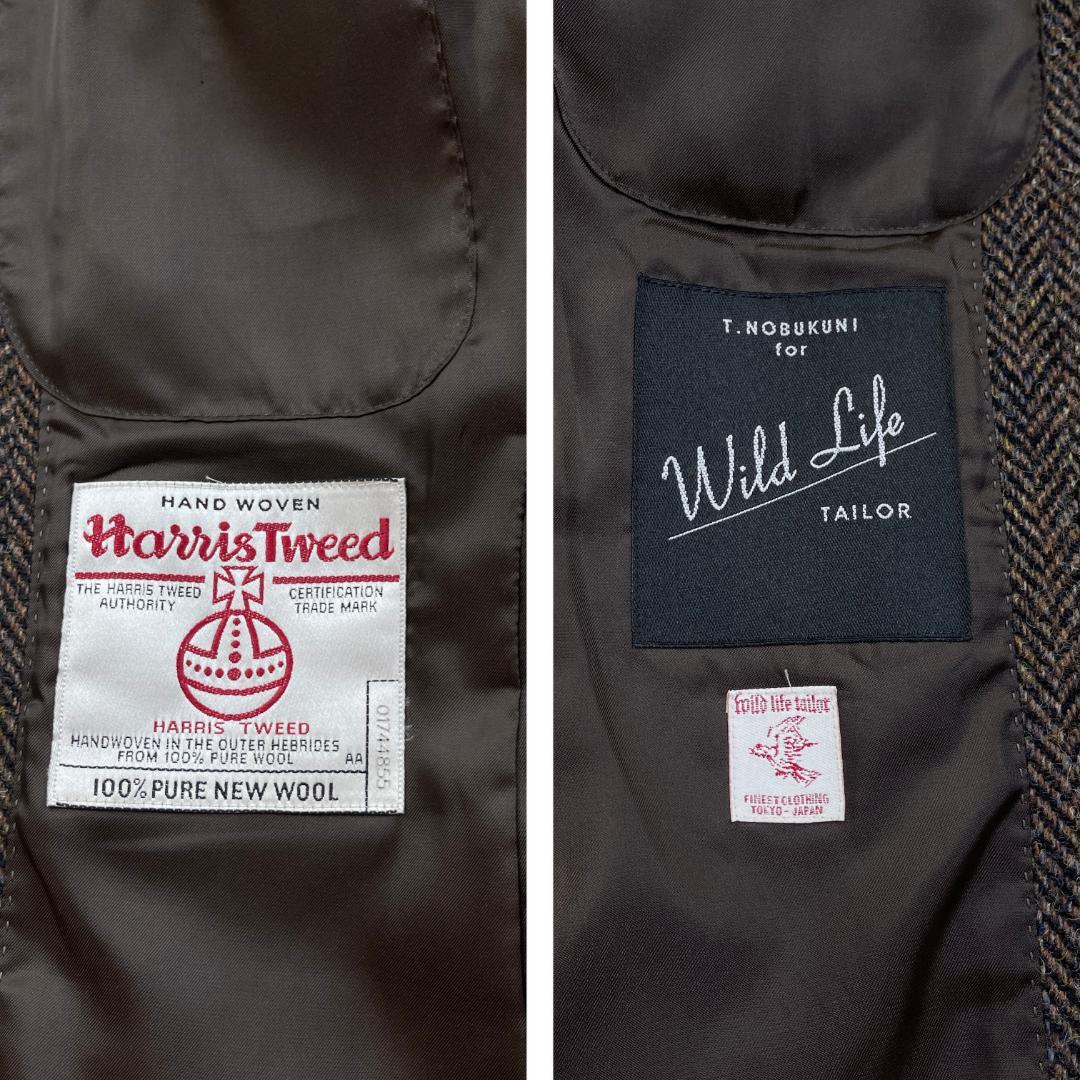 HAND WOVEN
Harris Tweed
THE HARRIS TWEED AUTHORITY
CERTIFICATION TRADE MARK
HARRIS TWEED
HANDWOVEN IN THE OUTER HEBRIDES
FROM 100% PURE WOOL
AA
01744855
100% PURE NEW WOOL
T.NOBUKUNI
for
Wild Life
TAILOR
wild life tailor
FINEST CLOTHING
TOKYO-JAPAN